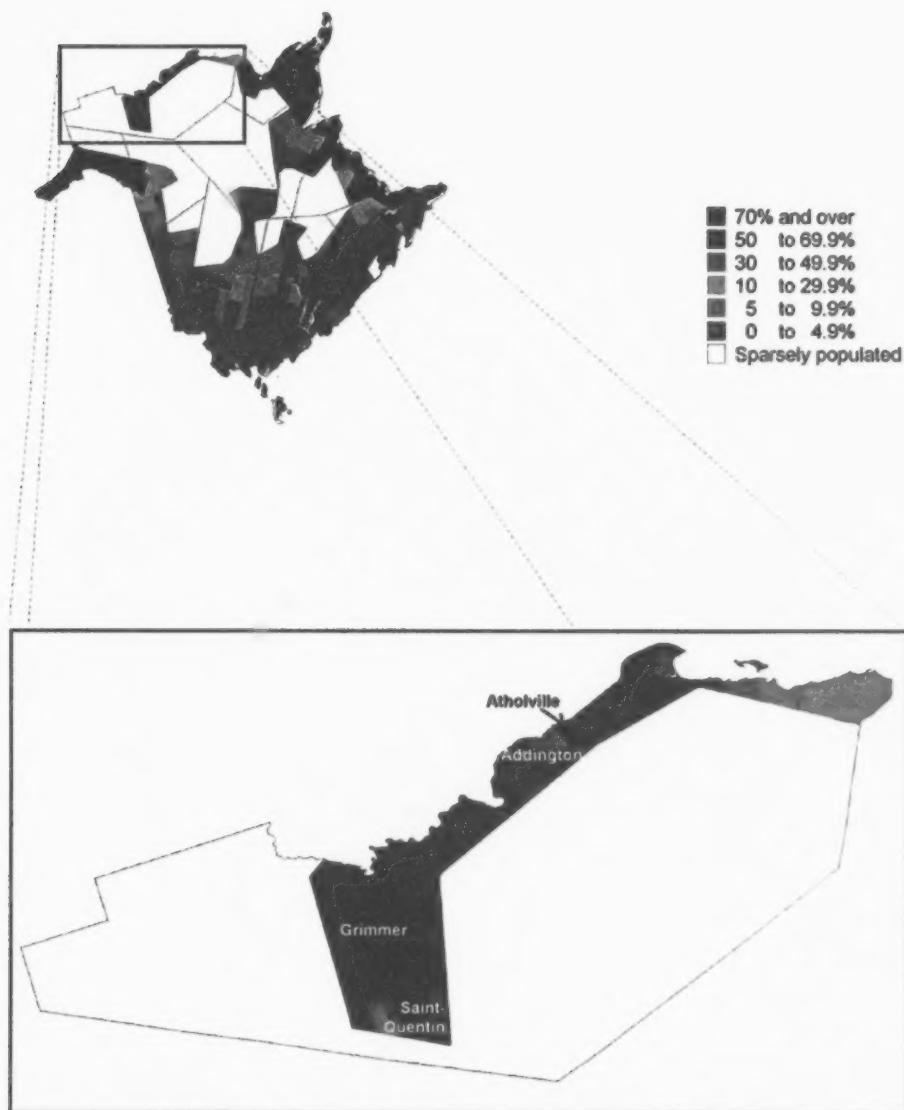 70% and over
50 to 69.9%
30 to 49.9%
10 to 29.9%
5 to 9.9%
0 to 4.9%
Sparsely populated
Atholville
Addington
Grimmer
Saint-
Quentin